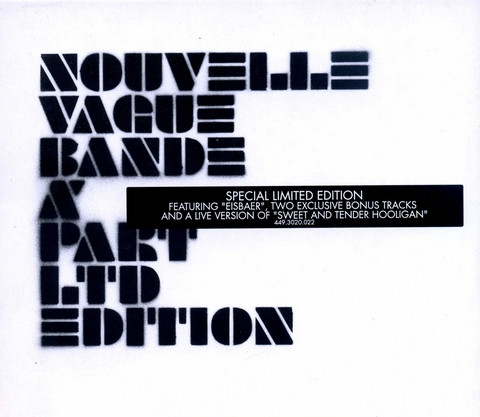 NOUVELLE
VAGUE
BANDE
A
PART
LTD
EDITION
SPECIAL LIMITED EDITION
FEATURING "EISBAER", TWO EXCLUSIVE BONUS TRACKS
AND A LIVE VERSION OF "SWEET AND TENDER HOOLIGAN"
449.3020.022